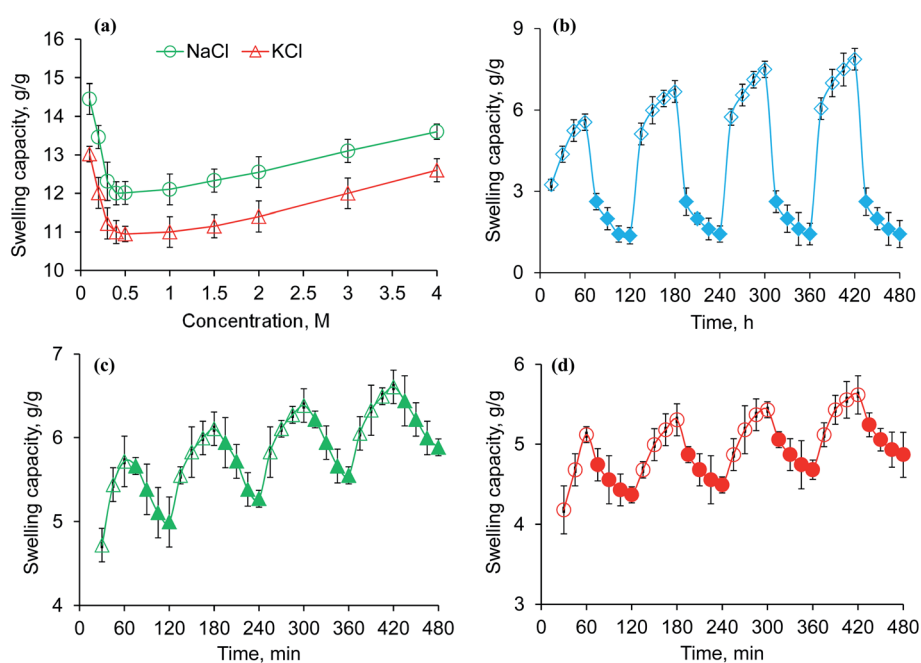 (a)
NaCl KCl
Swelling capacity, g/g
16
15
14
13
12
11
10
0 0.5 1 1.5 2 2.5 3 3.5 4
Concentration, M
(b)
Swelling capacity, g/g
9
6
3
0
0 60 120 180 240 300 360 420 480
Time, h
(c)
Swelling capacity, g/g
7
6
5
4
0 60 120 180 240 300 360 420 480
Time, min
(d)
Swelling capacity, g/g
6
5
4
3
0 60 120 180 240 300 360 420 480
Time, min